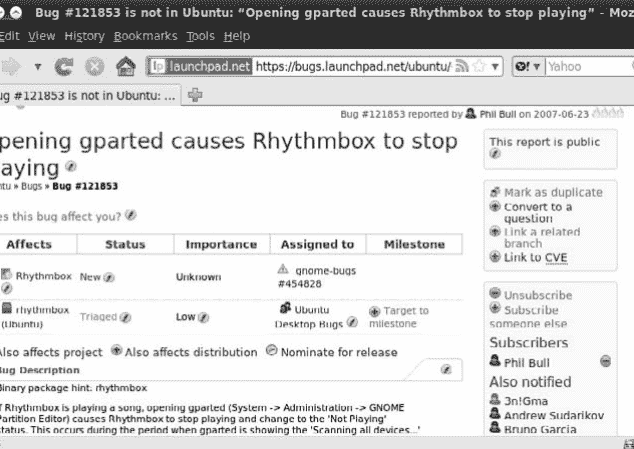 Bug #121853 is not in Ubuntu: “Opening gparted causes Rhythmbox to stop playing” - Moz
Edit View History Bookmarks Tools Help
lp launchpad.net https://bugs.launchpad.net/ubuntu/ Yahoo
ug #121853 is not in Ubuntu: ...
Bug #121853 reported by Phil Bull on 2007-06-23
pening gparted causes Rhythmbox to stop
aying
ntu » Bugs » Bug #121853
es this bug affect you?
Affects Status Importance Assigned to Milestone
Rhythmbox New Unknown gnome-bugs
#454828
rhythmbox
(Ubuntu) Triaged Low Ubuntu
Desktop Bugs Target to
milestone
Also affects project Also affects distribution Nominate for release
Bug Description
Binary package hint: rhythmbox
f Rhythmbox is playing a song, opening gparted (System -> Administration -> GNOME
Partition Editor) causes Rhythmbox to stop playing and change to the 'Not Playing'
status. This occurs during the period when gparted is showing the 'Scanning all devices...'
This report is public
Mark as duplicate
Convert to a
question
Link a related
branch
Link to CVE
Unsubscribe
Subscribe
someone else
Subscribers
Phil Bull
Also notified
3n!Gma
Andrew Sudarikov
Bruno Garcia